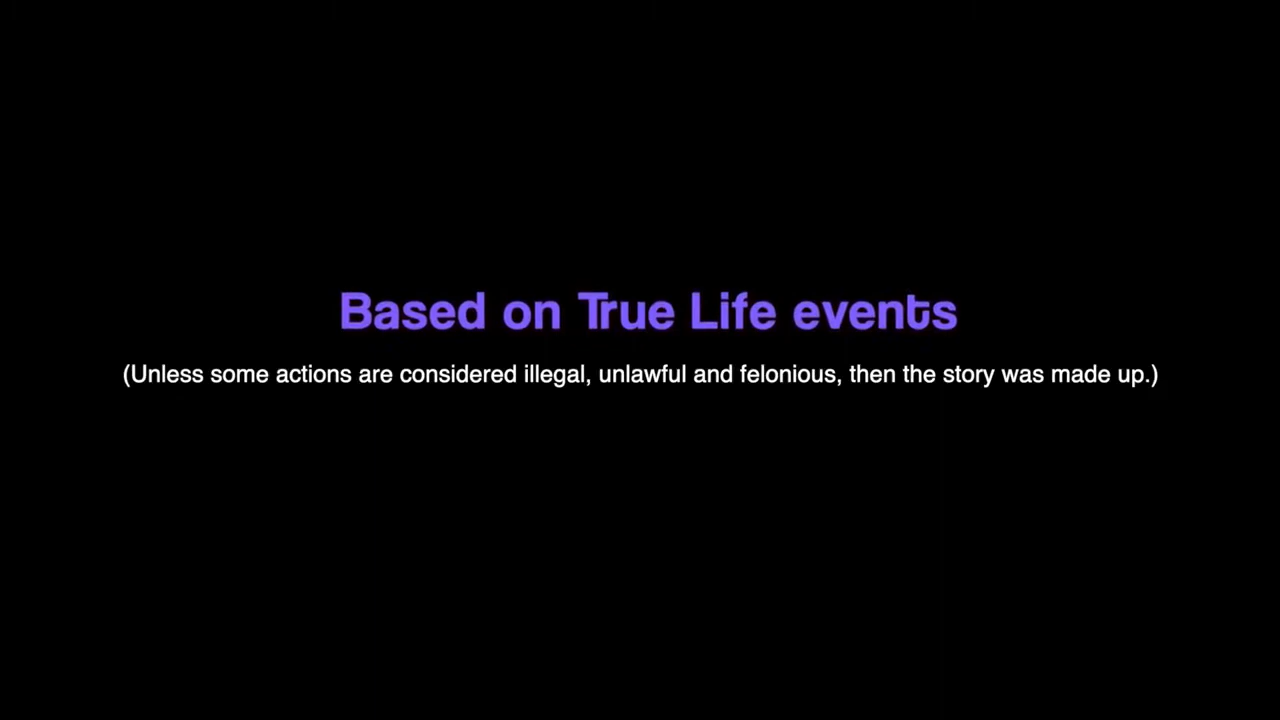 Based on True Life events
(Unless some actions are considered illegal, unlawful and felonious, then the story was made up.)